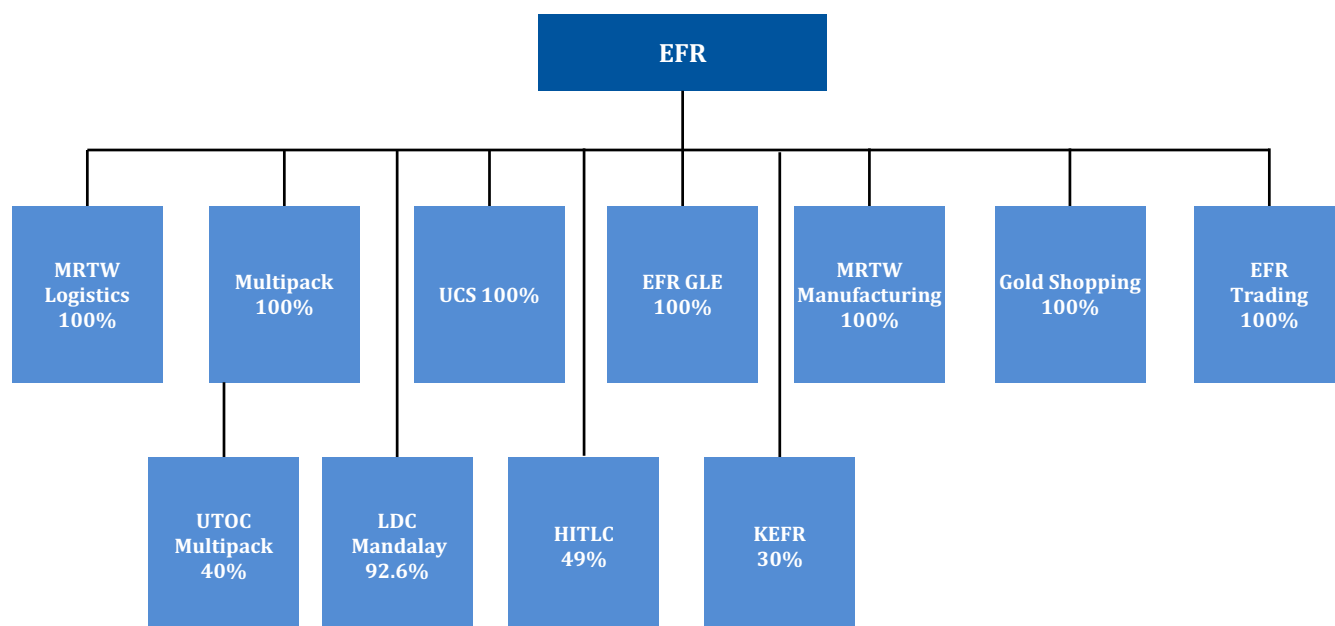 EFR
MRTW
Logistics
100%
Multipack
100%
UCS 100%
EFR GLE
100%
MRTW
Manufacturing
100%
Gold Shopping
100%
EFR
Trading
100%
UTOC
Multipack
40%
LDC
Mandalay
92.6%
HITLC
49%
KEFR
30%